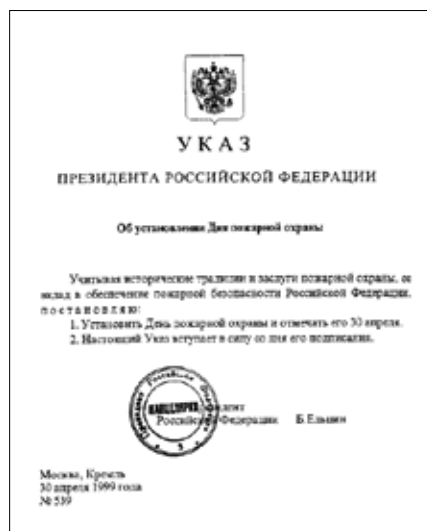 УКАЗ
ПРЕЗИДЕНТА РОССИЙСКОЙ ФЕДЕРАЦИИ
Об установлении Дня пожарной охраны
Учитывая исторические традиции и заслуги пожарной охраны, ее
вклад в обеспечение пожарной безопасности Российской Федерации,
постановляю:
1. Установить День пожарной охраны и отмечать его 30 апреля.
2. Настоящий Указ вступает в силу со дня его подписания.
Президент
Российской Федерации Б.Ельцин
КАНЦЕЛЯРИЯ
Москва, Кремль
30 апреля 1999 года
№ 539